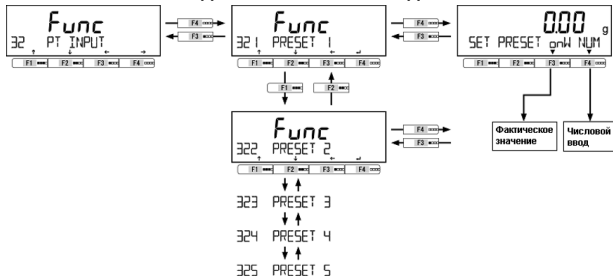 Func
32 PT INPUT
F1 F2 F3 F4
F4
F3
Func
321 PRESET 1
F1 F2 F3 F4
F4
F3
0.00 g
SET PRESET onW NUM
F1 F2 F3 F4
F1
F2
Фактическое значение
Числовой ввод
Func
322 PRESET 2
F1 F2 F3 F4
F4
F3
323 PRESET 3
324 PRESET 4
325 PRESET 5